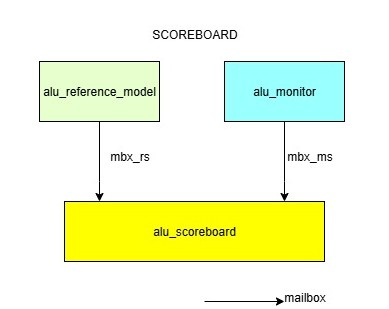 SCOREBOARD
alu_reference_model
alu_monitor
mbx_rs
mbx_ms
alu_scoreboard
mailbox